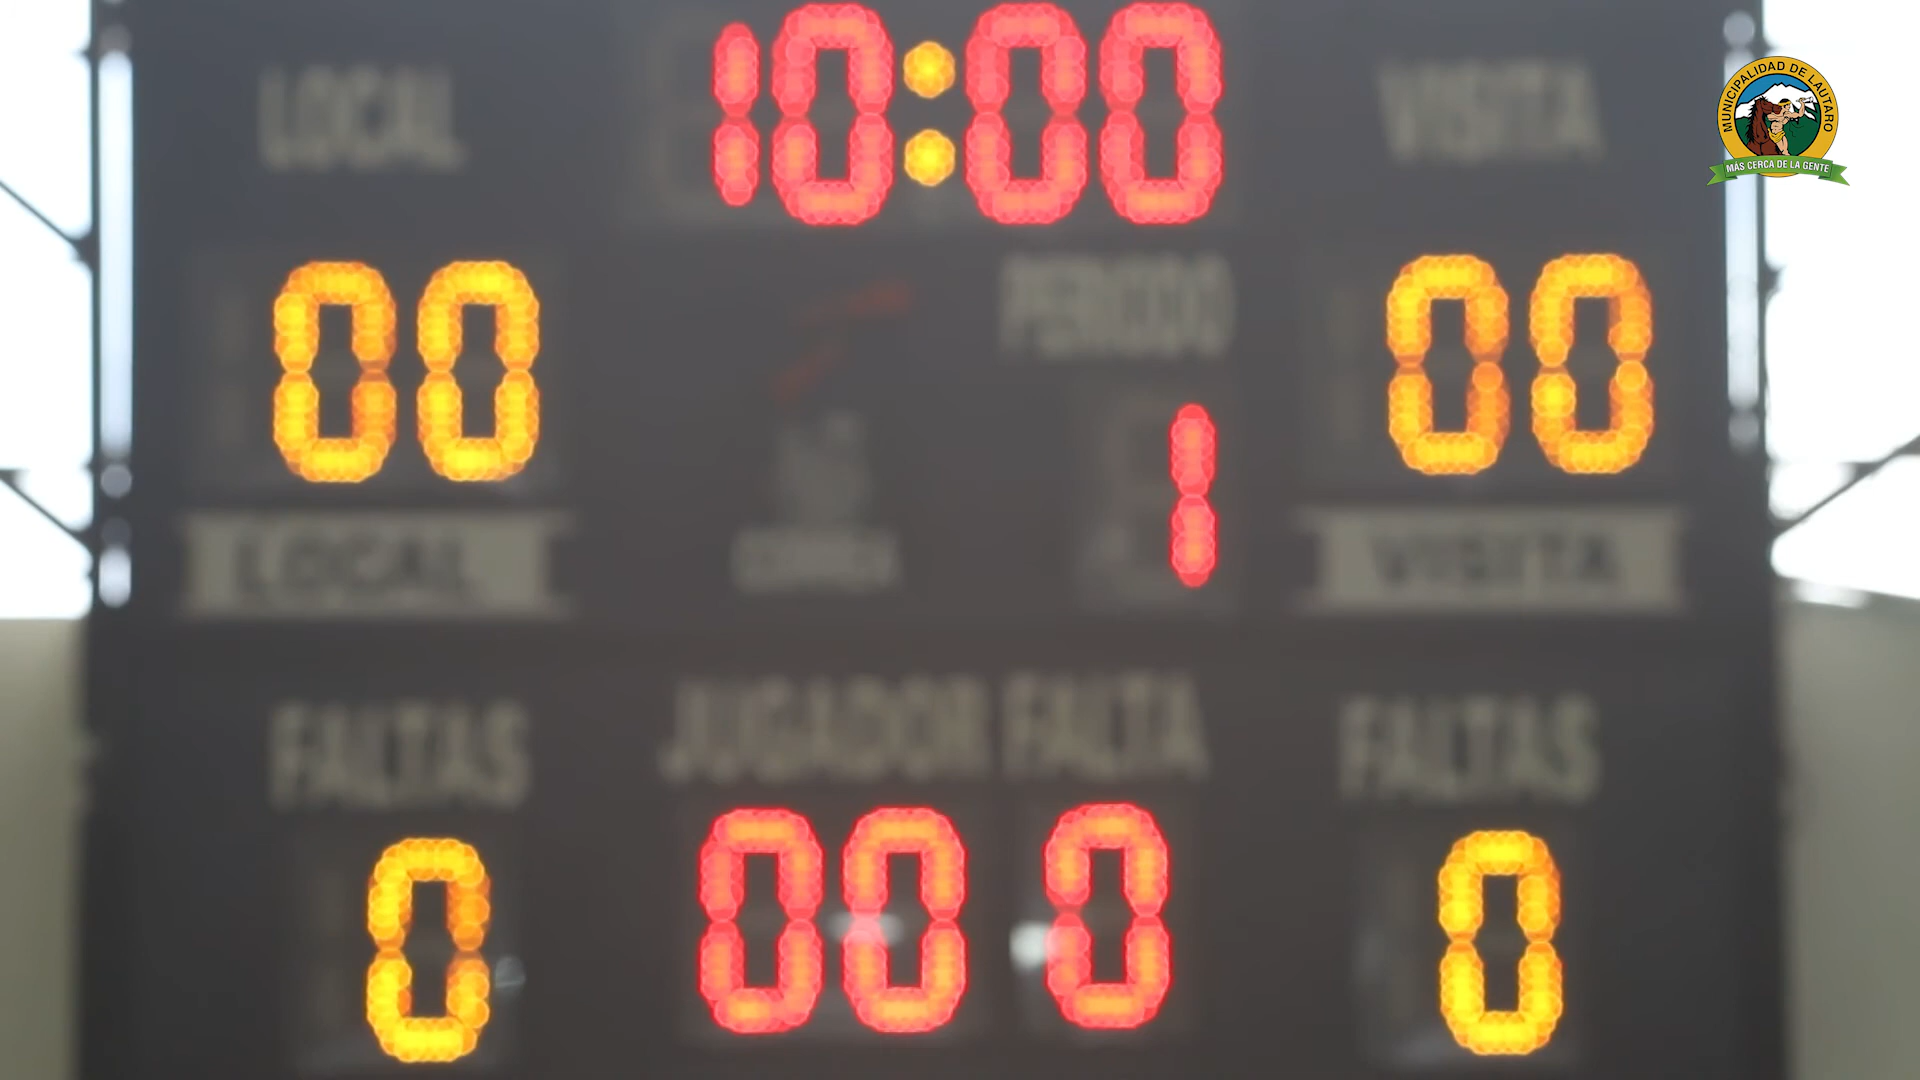 LOCAL 10:00 VISITA
MUNICIPALIDAD DE LAUTARO
MÁS CERCA DE LA GENTE
00 PERIODO 00
1
LOCAL VISITA
FALTAS JUGADOR FALTA FALTAS
0 00 0 0